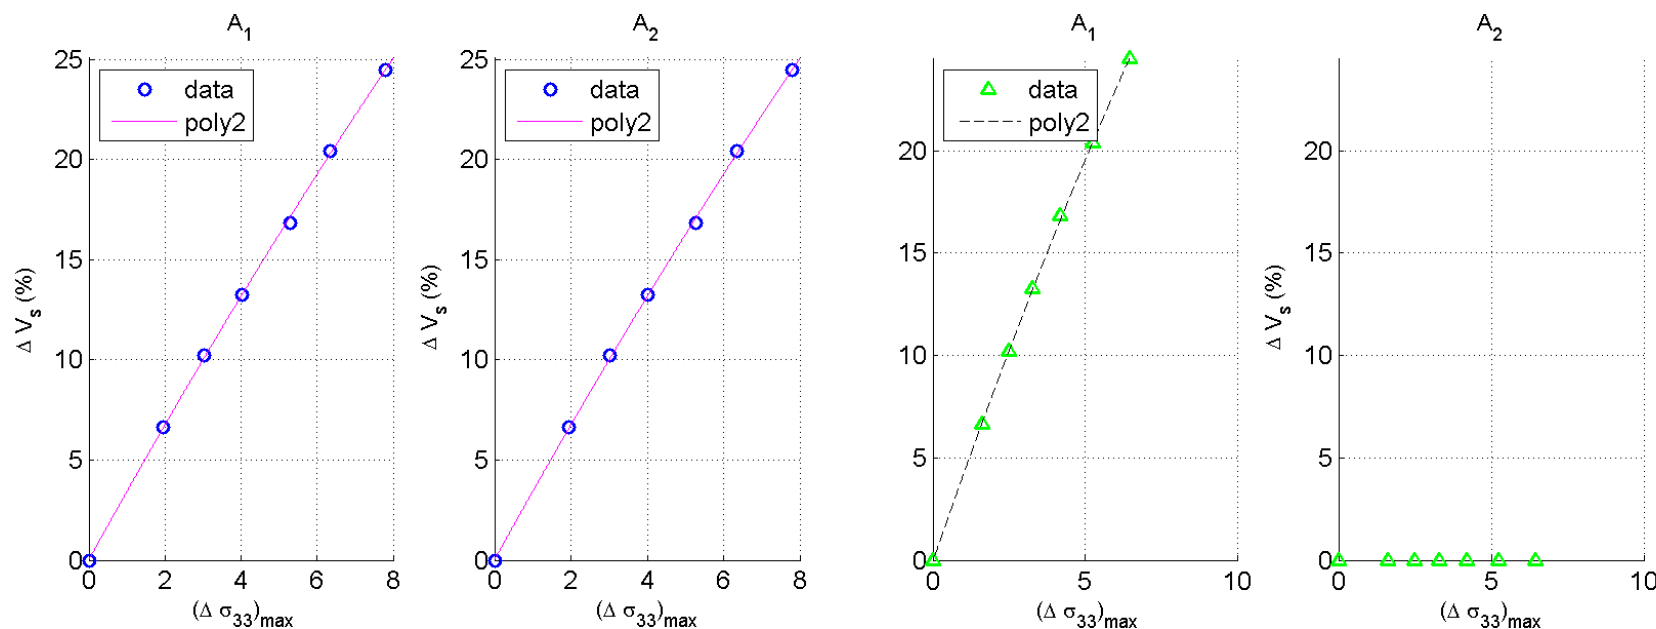 A1
25
20
15
10
5
0
data
poly2
Δ Vs (%)
0 2 4 6 8
(Δ σ33)max
A2
25
20
15
10
5
0
data
poly2
Δ Vs (%)
0 2 4 6 8
(Δ σ33)max
A1
20
15
10
5
0
data
poly2
0 5 10
(Δ σ33)max
A2
20
15
10
5
0
Δ Vs (%)
0 5 10
(Δ σ33)max